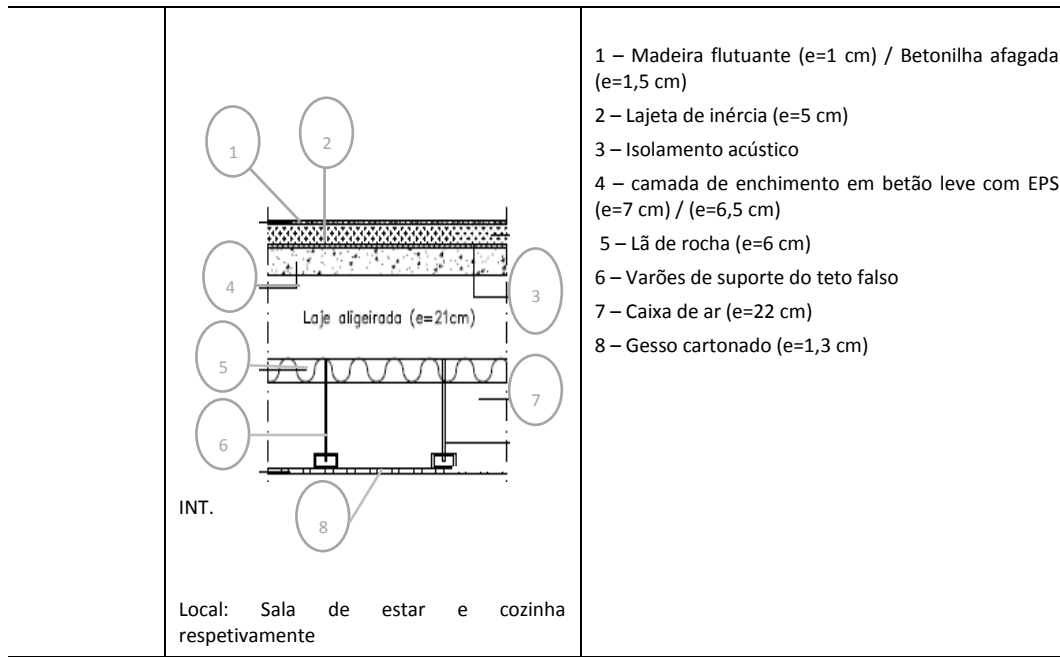 1
2
4
3
Laje aligeirada (e=21cm)
5
7
6
INT.
8
Local: Sala de estar e cozinha
respetivamente
1 – Madeira flutuante (e=1 cm) / Betonilha afagada
(e=1,5 cm)
2 – Lajeta de inércia (e=5 cm)
3 – Isolamento acústico
4 – camada de enchimento em betão leve com EPS
(e=7 cm) / (e=6,5 cm)
5 – Lã de rocha (e=6 cm)
6 – Varões de suporte do teto falso
7 – Caixa de ar (e=22 cm)
8 – Gesso cartonado (e=1,3 cm)